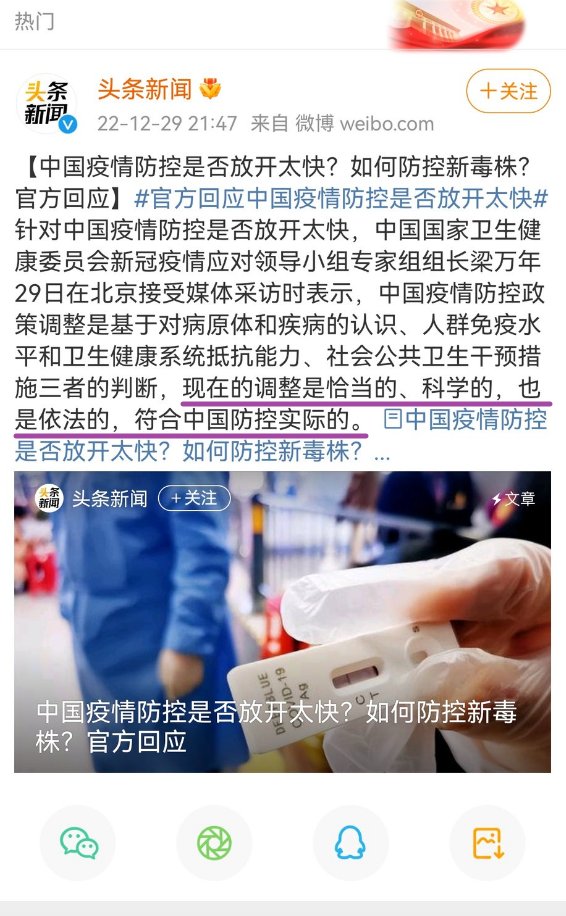 热门
头条新闻
头条
新闻
+关注
22-12-29 21:47 来自 微博 weibo.com
【中国疫情防控是否放开太快？如何防控新毒株？
官方回应】#官方回应中国疫情防控是否放开太快#
针对中国疫情防控是否放开太快，中国国家卫生健
康委员会新冠疫情应对领导小组专家组组长梁万年
29日在北京接受媒体采访时表示，中国疫情防控政
策调整是基于对病原体和疾病的认识、人群免疫水
平和卫生健康系统抵抗能力、社会公共卫生干预措
施三者的判断，现在的调整是恰当的、科学的，也
是依法的，符合中国防控实际的。 中国疫情防控
是否放开太快？如何防控新毒株？...
头条
新闻
头条新闻 +关注
文章
COVID-19
C
T
S
中国疫情防控是否放开太快？如何防控新毒
株？官方回应